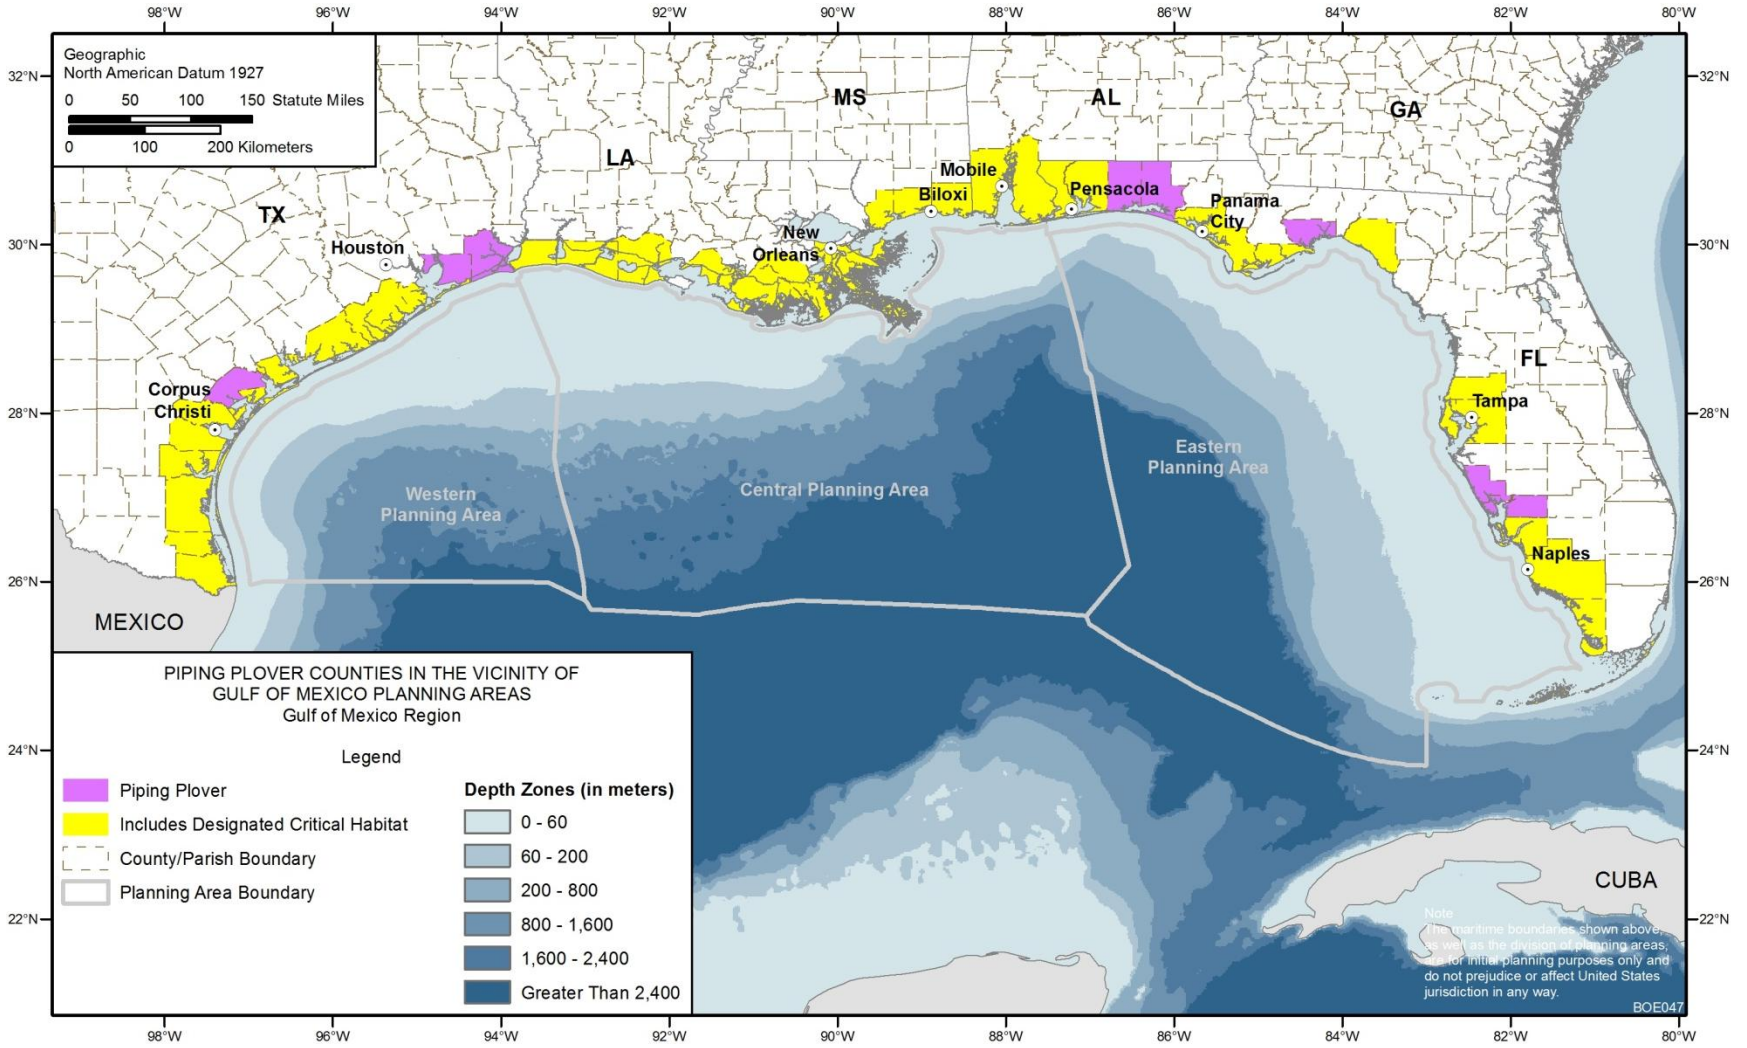 98°W 96°W 94°W 92°W 90°W 88°W 86°W 84°W 82°W 80°W
Geographic
North American Datum 1927
0 50 100 150 Statute Miles
0 100 200 Kilometers
32°N 32°N
30°N 30°N
28°N 28°N
26°N 26°N
24°N 24°N
22°N 22°N
TX
LA
MS
AL
GA
FL
Houston
Corpus
Christi
New
Orleans
Biloxi
Mobile
Pensacola
Panama
City
Tampa
Naples
Western
Planning Area
Central Planning Area
Eastern
Planning Area
MEXICO
CUBA
PIPING PLOVER COUNTIES IN THE VICINITY OF
GULF OF MEXICO PLANNING AREAS
Gulf of Mexico Region
Legend
Piping Plover
Includes Designated Critical Habitat
County/Parish Boundary
Planning Area Boundary
Depth Zones (in meters)
0 - 60
60 - 200
200 - 800
800 - 1,600
1,600 - 2,400
Greater Than 2,400
Note
The maritime boundaries shown above,
as well as the division of planning areas,
are for initial planning purposes only and
do not prejudice or affect United States
jurisdiction in any way.
BOE047
98°W 96°W 94°W 92°W 90°W 88°W 86°W 84°W 82°W 80°W